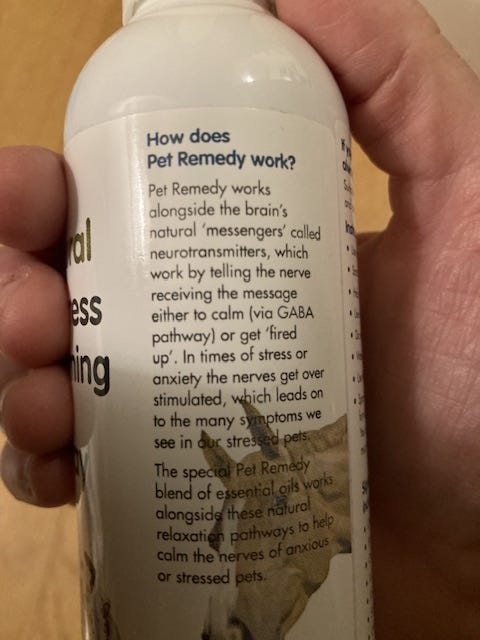 How does
Pet Remedy work?
Pet Remedy works
alongside the brain's
natural 'messengers' called
neurotransmitters, which
work by telling the nerve
receiving the message
either to calm (via GABA
pathway) or get 'fired
up'. In times of stress or
anxiety the nerves get over
stimulated, which leads on
to the many symptoms we
see in our stressed pets.
The special Pet Remedy
blend of essential oils works
alongside these natural
relaxation pathways to help
calm the nerves of anxious
or stressed pets.